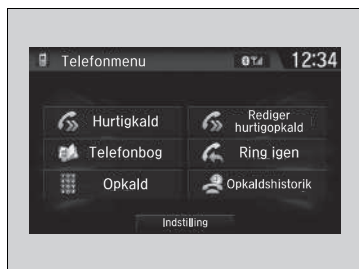 Telefonmenu
12:34
Hurtigkald
Rediger
hurtigopkald
Telefonbog
Ring igen
Opkald
Opkaldshistorik
Indstilling